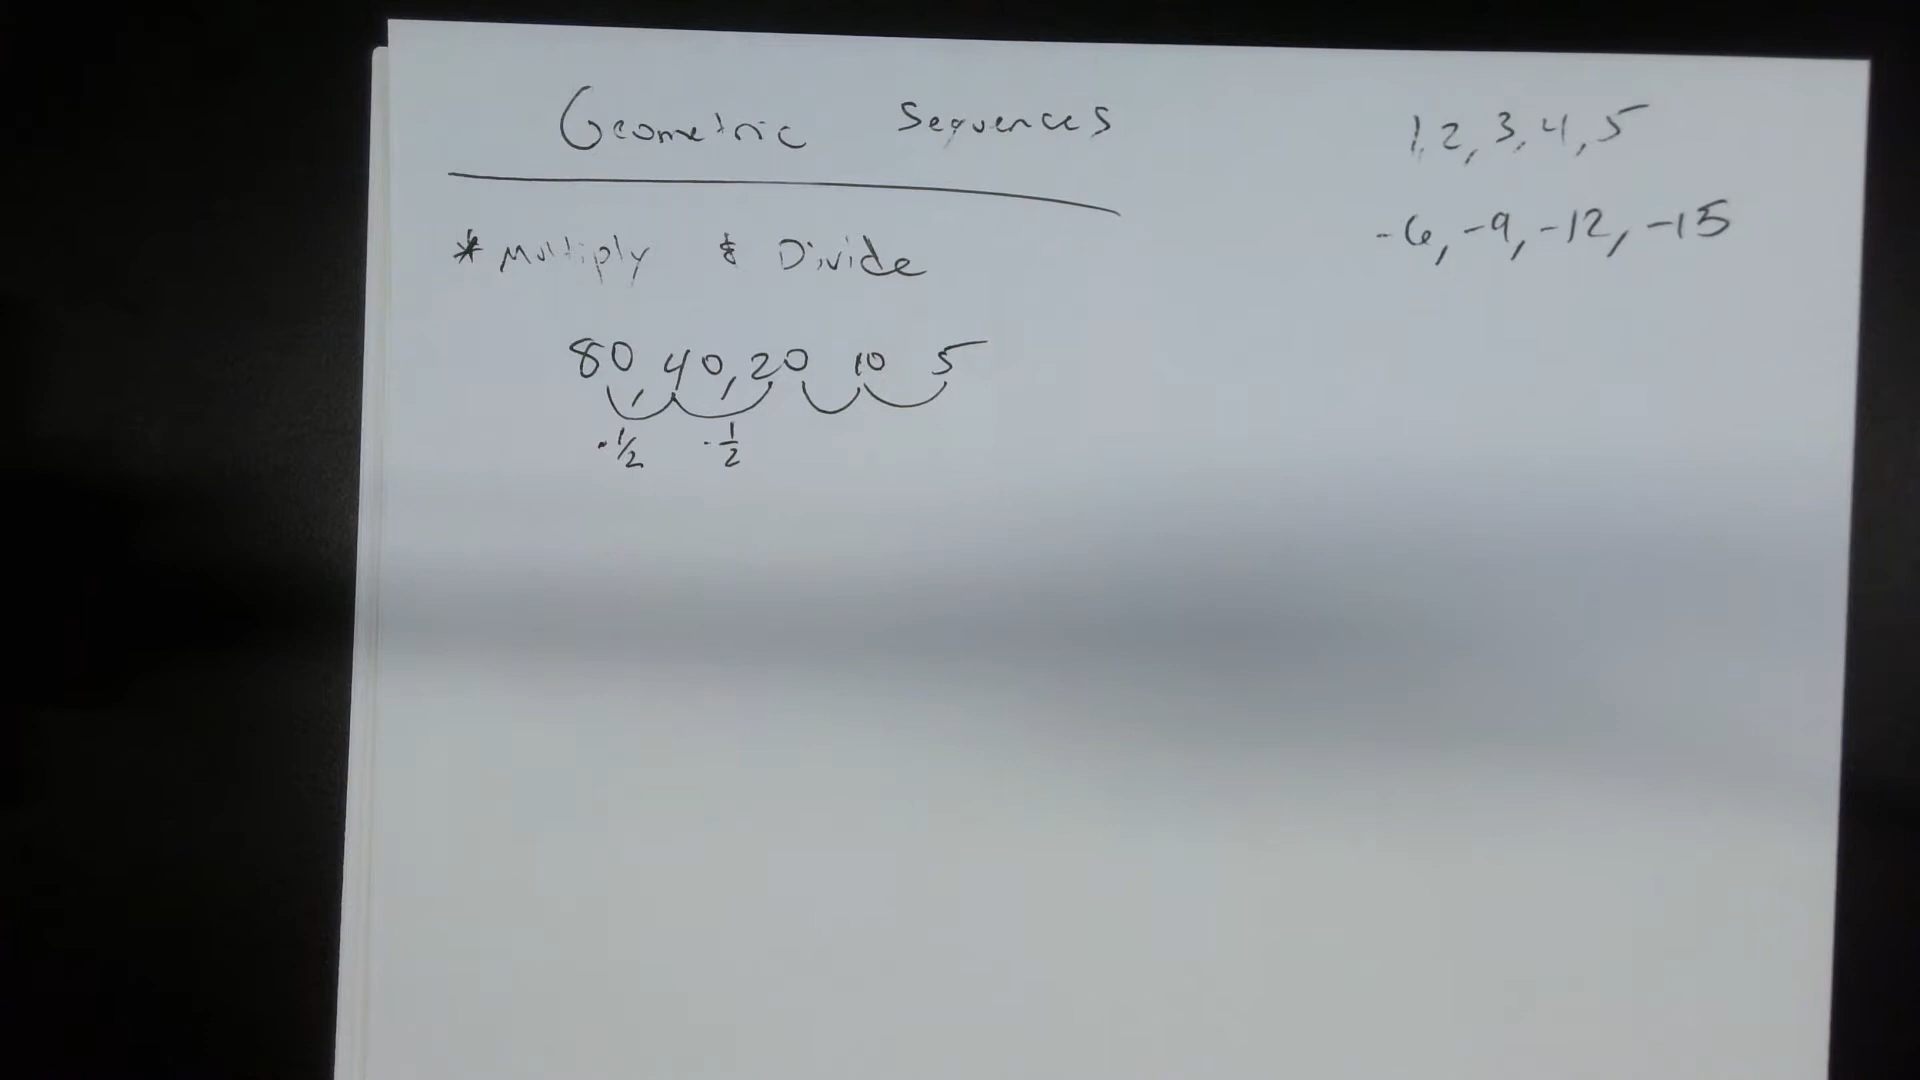 Geometric Sequences
* Multiply & Divide
80, 40, 20 10 5
· 1/2 · 1/2
1, 2, 3, 4, 5
-6, -9, -12, -15